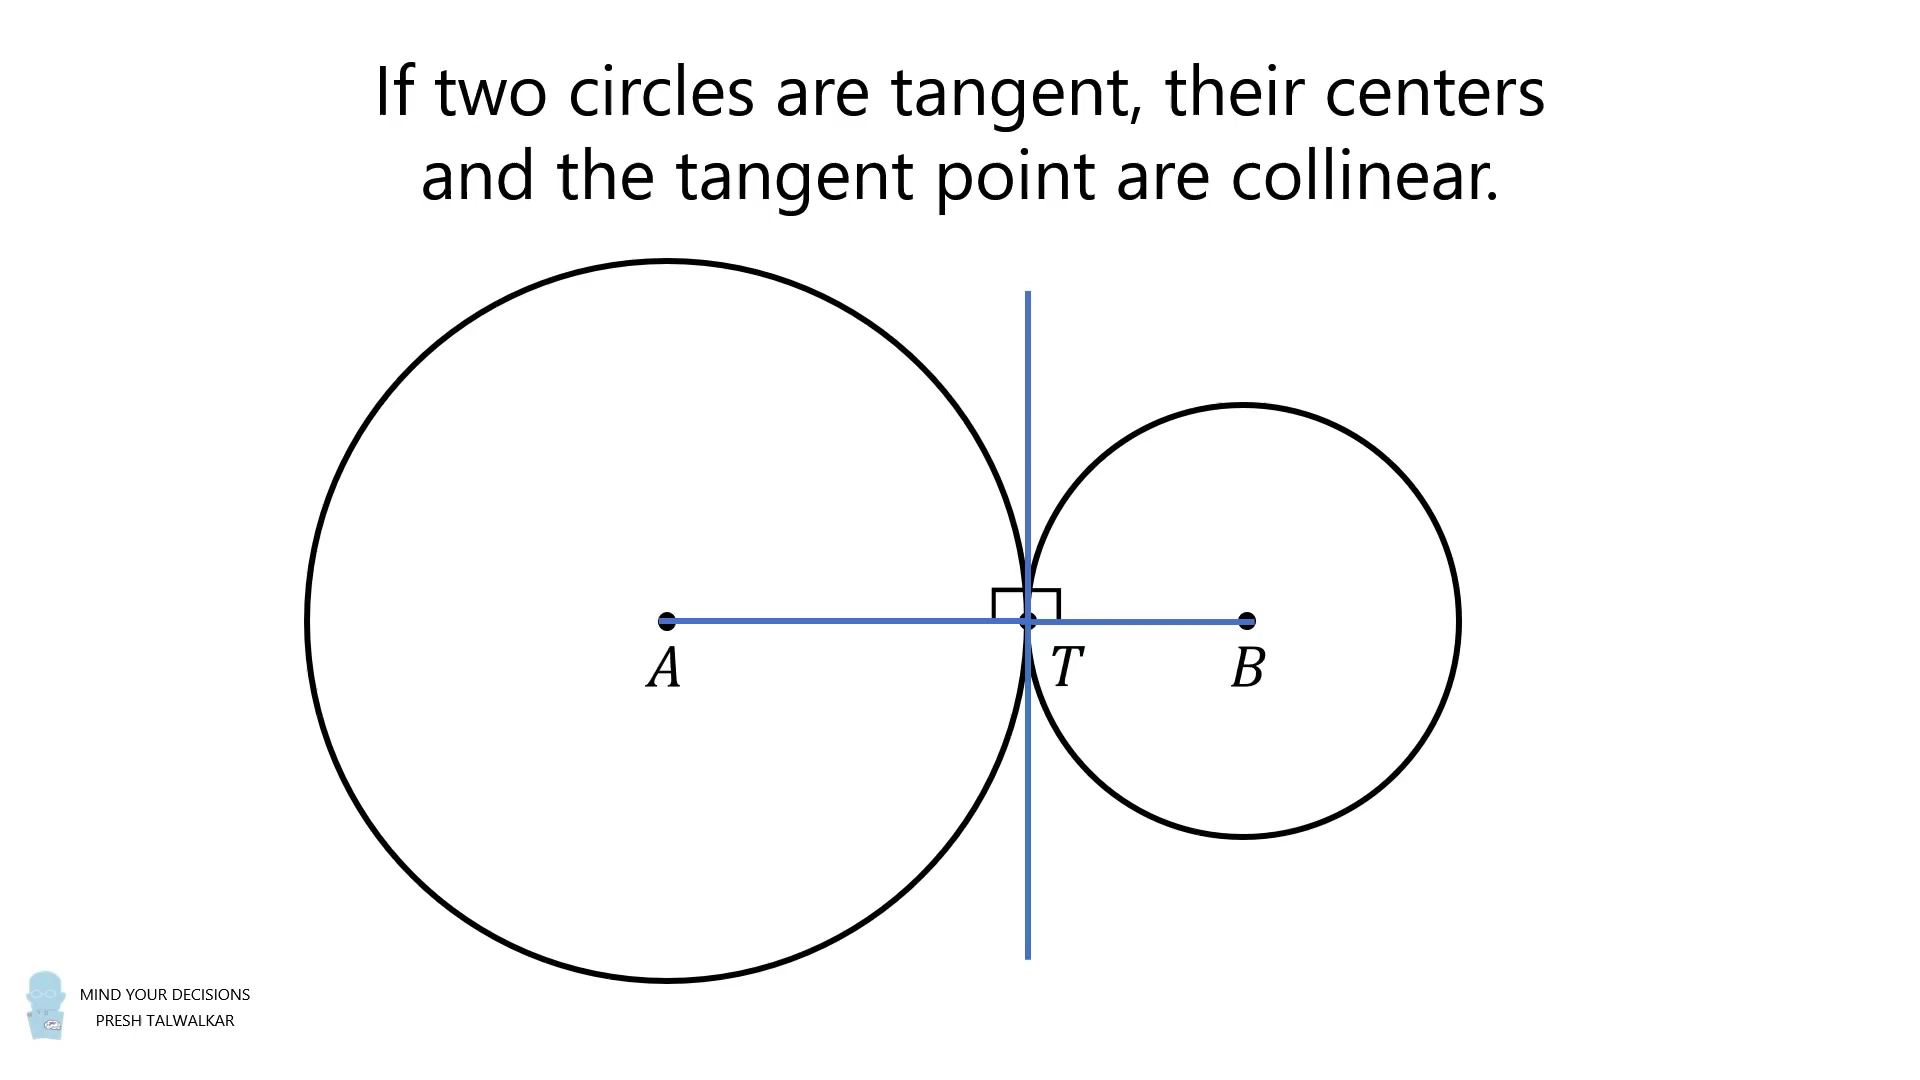 If two circles are tangent, their centers
and the tangent point are collinear.
A
T
B
MIND YOUR DECISIONS
PRESH TALWALKAR